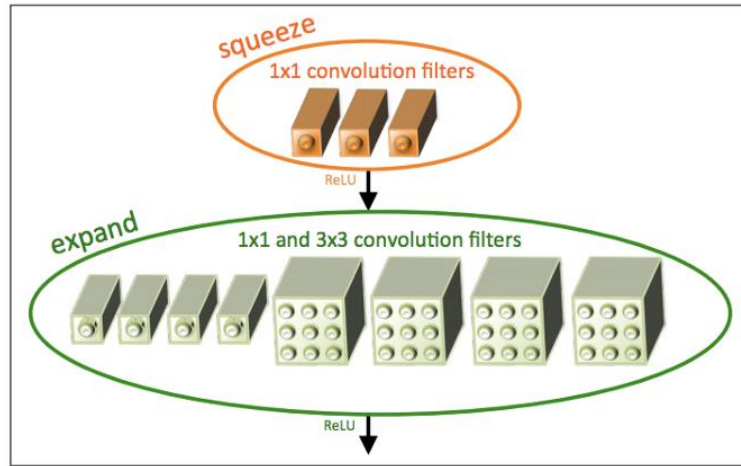 squeeze
1x1 convolution filters
ReLU
expand
1x1 and 3x3 convolution filters
ReLU